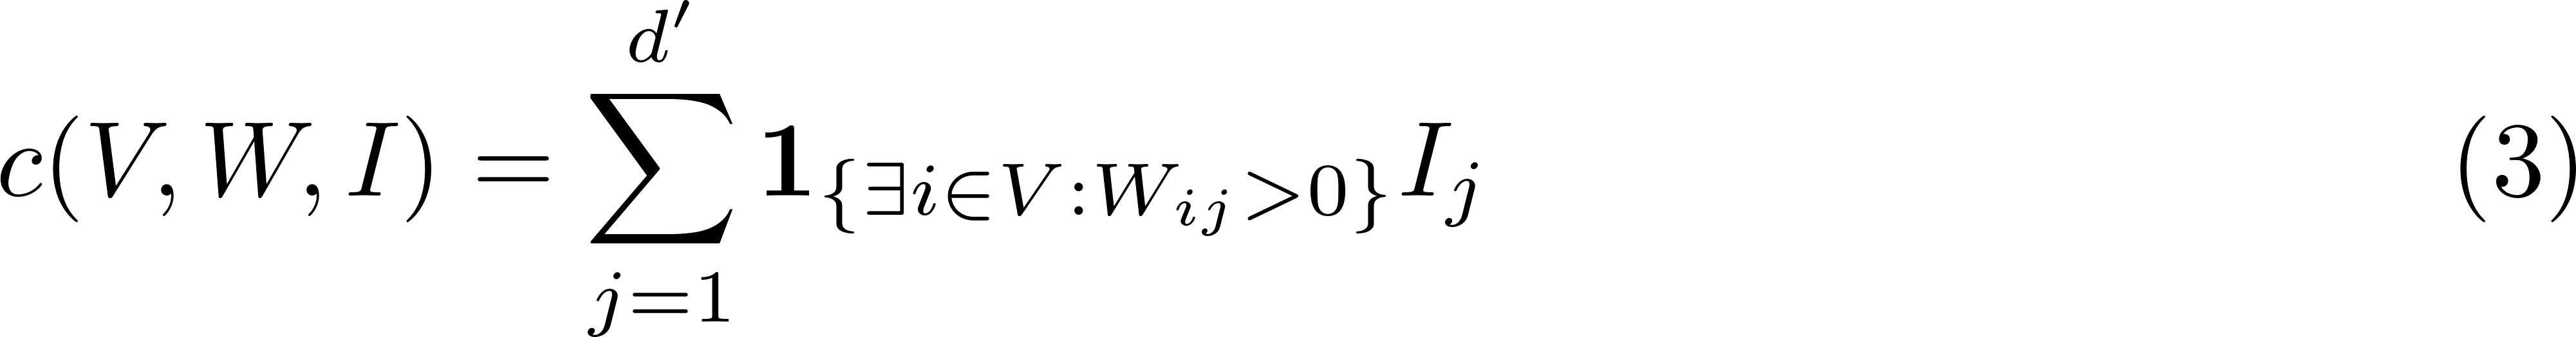 c(V, W, I) = \sum_{j=1}^{d'} \mathbf{1}_{\{\exists i \in V : W_{ij} > 0\}} I_j \quad (3)